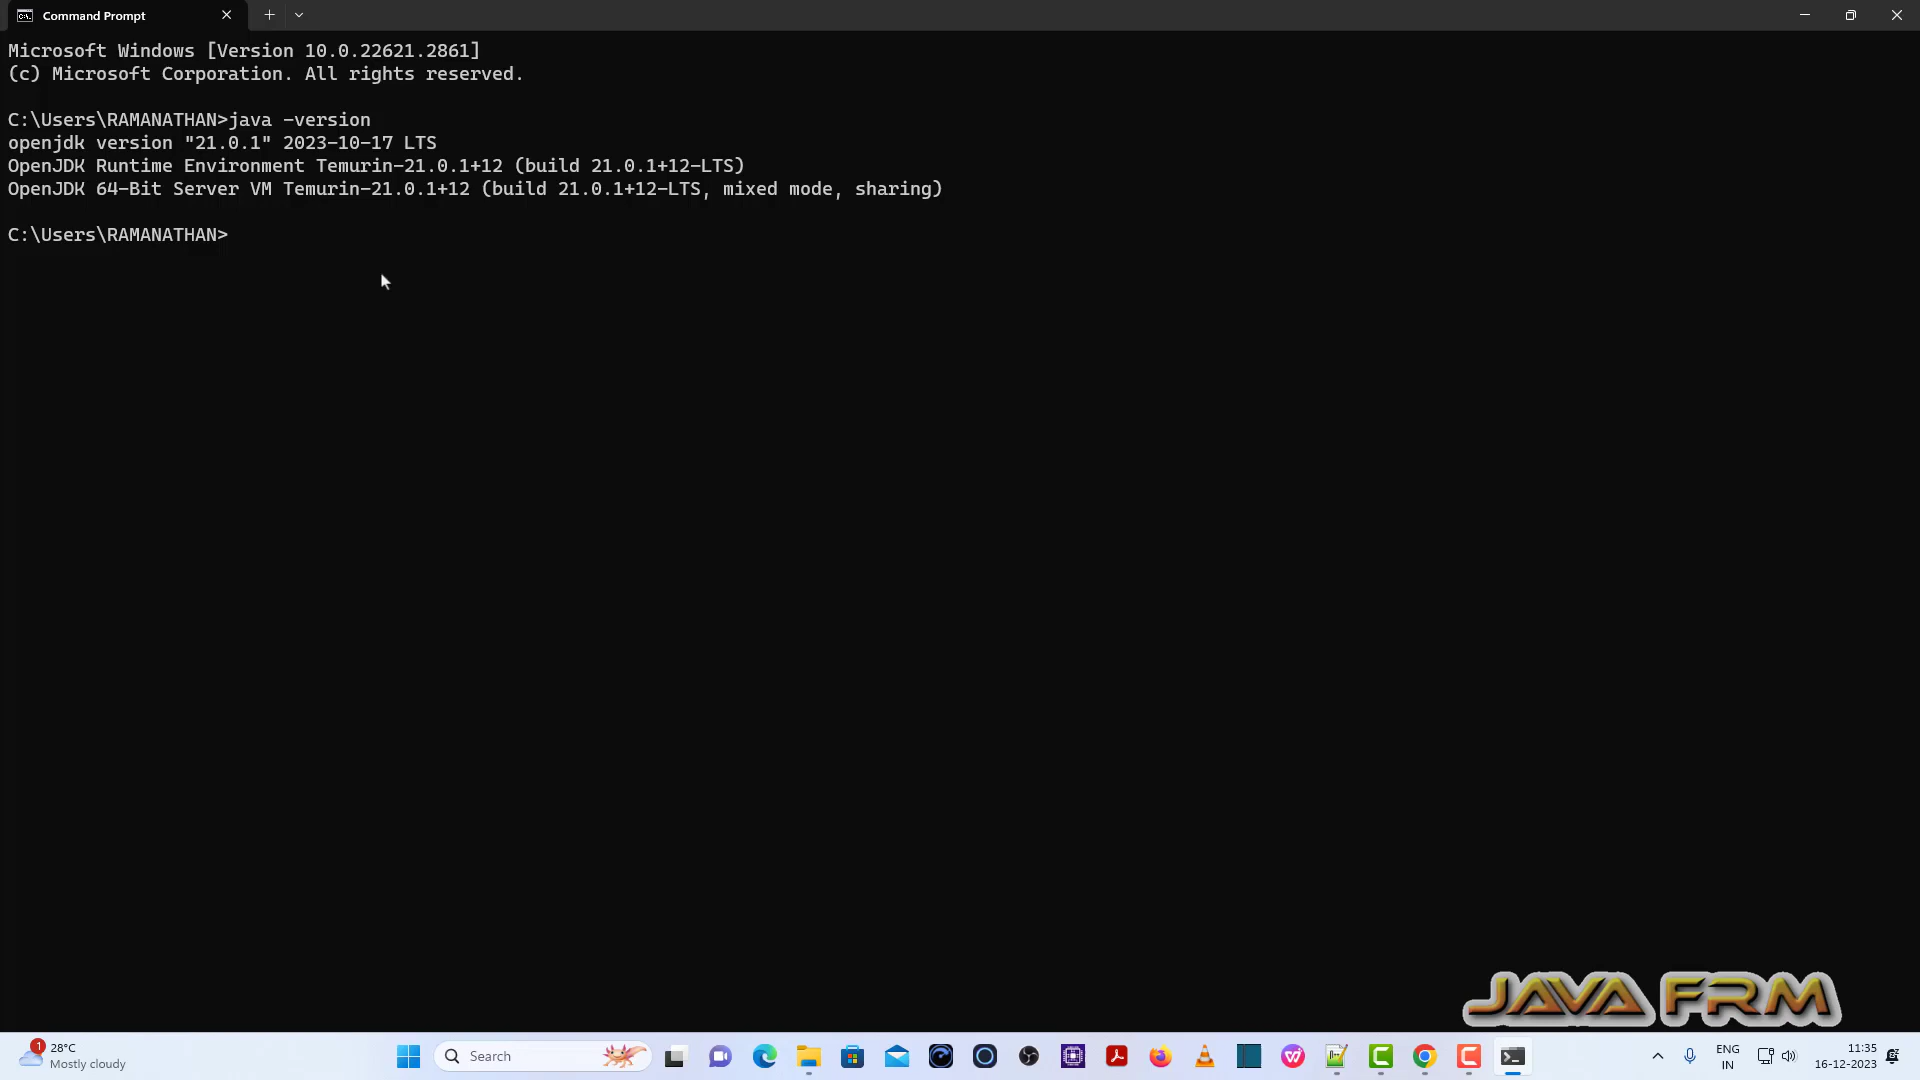 Command Prompt
Microsoft Windows [Version 10.0.22621.2861]
(c) Microsoft Corporation. All rights reserved.
C:\Users\RAMANATHAN>java -version
openjdk version "21.0.1" 2023-10-17 LTS
OpenJDK Runtime Environment Temurin-21.0.1+12 (build 21.0.1+12-LTS)
OpenJDK 64-Bit Server VM Temurin-21.0.1+12 (build 21.0.1+12-LTS, mixed mode, sharing)
C:\Users\RAMANATHAN>
JAVA FRM
1
28°C
Mostly cloudy
Search
ENG
IN
11:35
16-12-2023